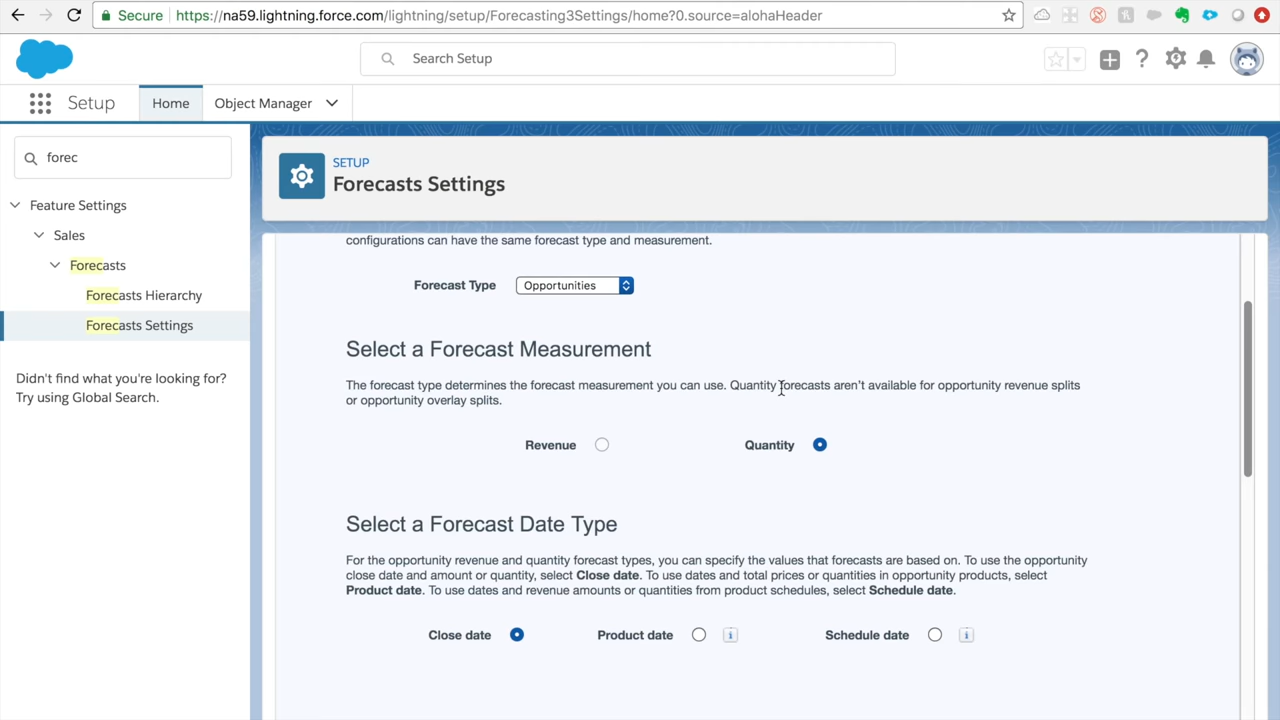 Secure
https://na59.lightning.force.com/lightning/setup/Forecasting3Settings/home?0.source=alohaHeader
Search Setup
Setup
Home
Object Manager
forec
Feature Settings
Sales
Forecasts
Forecasts Hierarchy
Forecasts Settings
Didn't find what you're looking for?
Try using Global Search.
SETUP
Forecasts Settings
configurations can have the same forecast type and measurement.
Forecast Type
Opportunities
Select a Forecast Measurement
The forecast type determines the forecast measurement you can use. Quantity forecasts aren't available for opportunity revenue splits
or opportunity overlay splits.
Revenue
Quantity
Select a Forecast Date Type
For the opportunity revenue and quantity forecast types, you can specify the values that forecasts are based on. To use the opportunity
close date and amount or quantity, select Close date. To use dates and total prices or quantities in opportunity products, select
Product date. To use dates and revenue amounts or quantities from product schedules, select Schedule date.
Close date
Product date
Schedule date